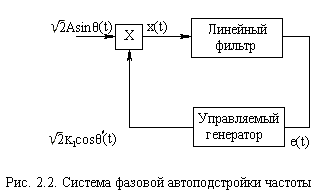 √2Asinθ(t)
X
x(t)
Линейный
фильтр
Управляемый
генератор
e(t)
√2K₁cosθ′(t)
Рис. 2.2. Система фазовой автоподстройки частоты